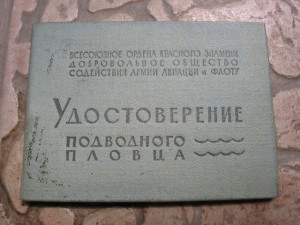 ВСЕСОЮЗНОЕ ОРДЕНА КРАСНОГО ЗНАМЕНИ
ДОБРОВОЛЬНОЕ ОБЩЕСТВО
СОДЕЙСТВИЯ АРМИИ АВИАЦИИ и ФЛОТУ
УДОСТОВЕРЕНИЕ
ПОДВОДНОГО
ПЛОВЦА